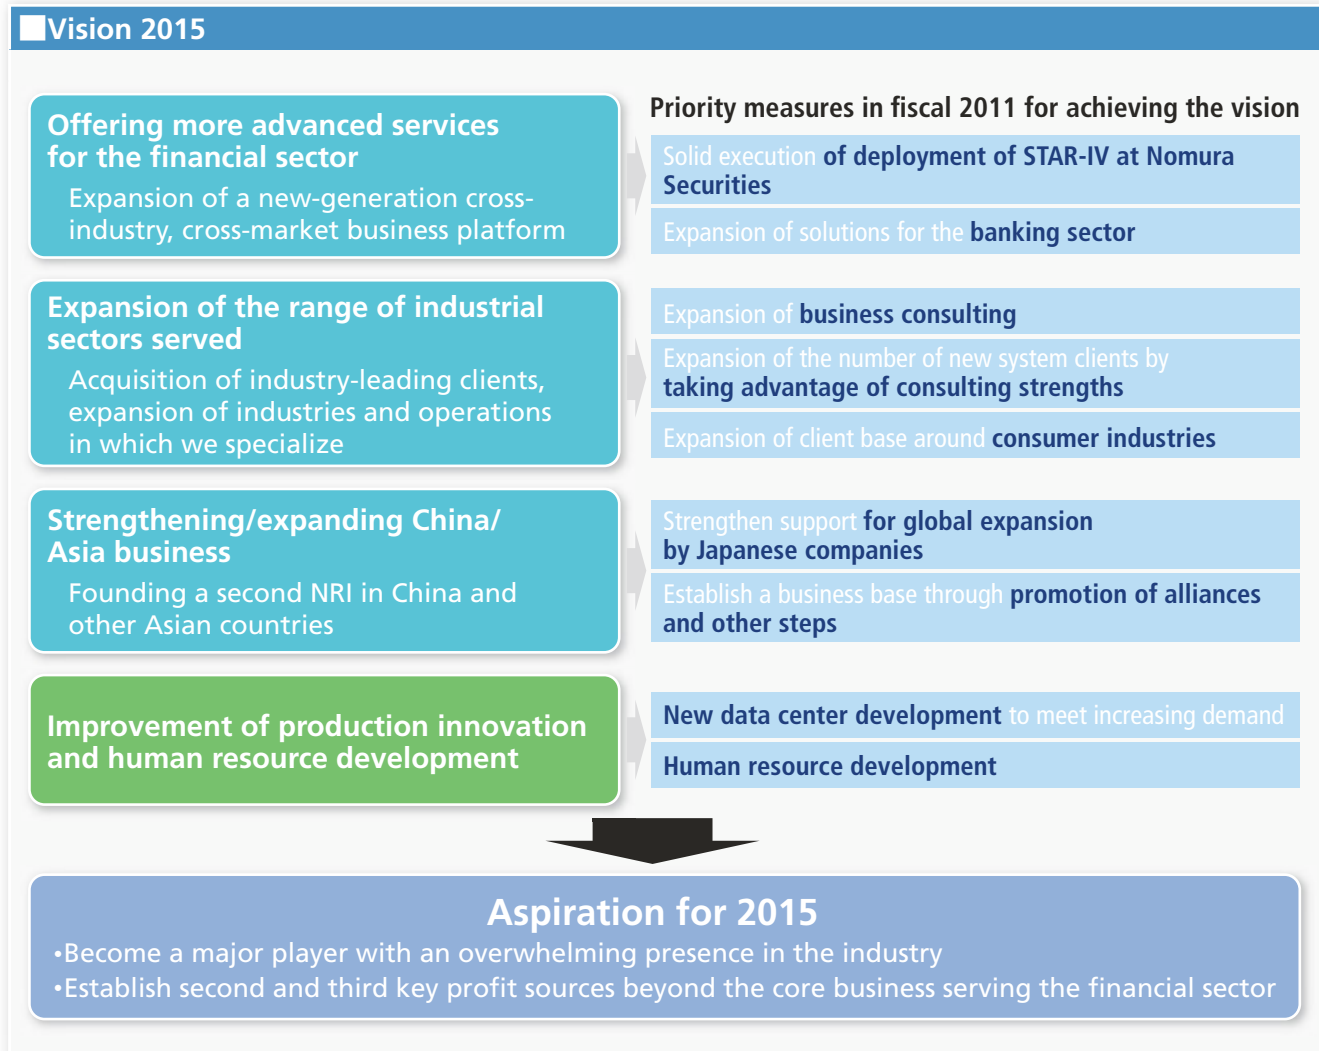 Vision 2015
Offering more advanced services
for the financial sector
Expansion of a new-generation cross-
industry, cross-market business platform
Priority measures in fiscal 2011 for achieving the vision
Solid execution of deployment of STAR-IV at Nomura
Securities
Expansion of solutions for the banking sector
Expansion of the range of industrial
sectors served
Acquisition of industry-leading clients,
expansion of industries and operations
in which we specialize
Expansion of business consulting
Expansion of the number of new system clients by
taking advantage of consulting strengths
Expansion of client base around consumer industries
Strengthening/expanding China/
Asia business
Founding a second NRI in China and
other Asian countries
Strengthen support for global expansion
by Japanese companies
Establish a business base through promotion of alliances
and other steps
Improvement of production innovation
and human resource development
New data center development to meet increasing demand
Human resource development
Aspiration for 2015
•Become a major player with an overwhelming presence in the industry
•Establish second and third key profit sources beyond the core business serving the financial sector